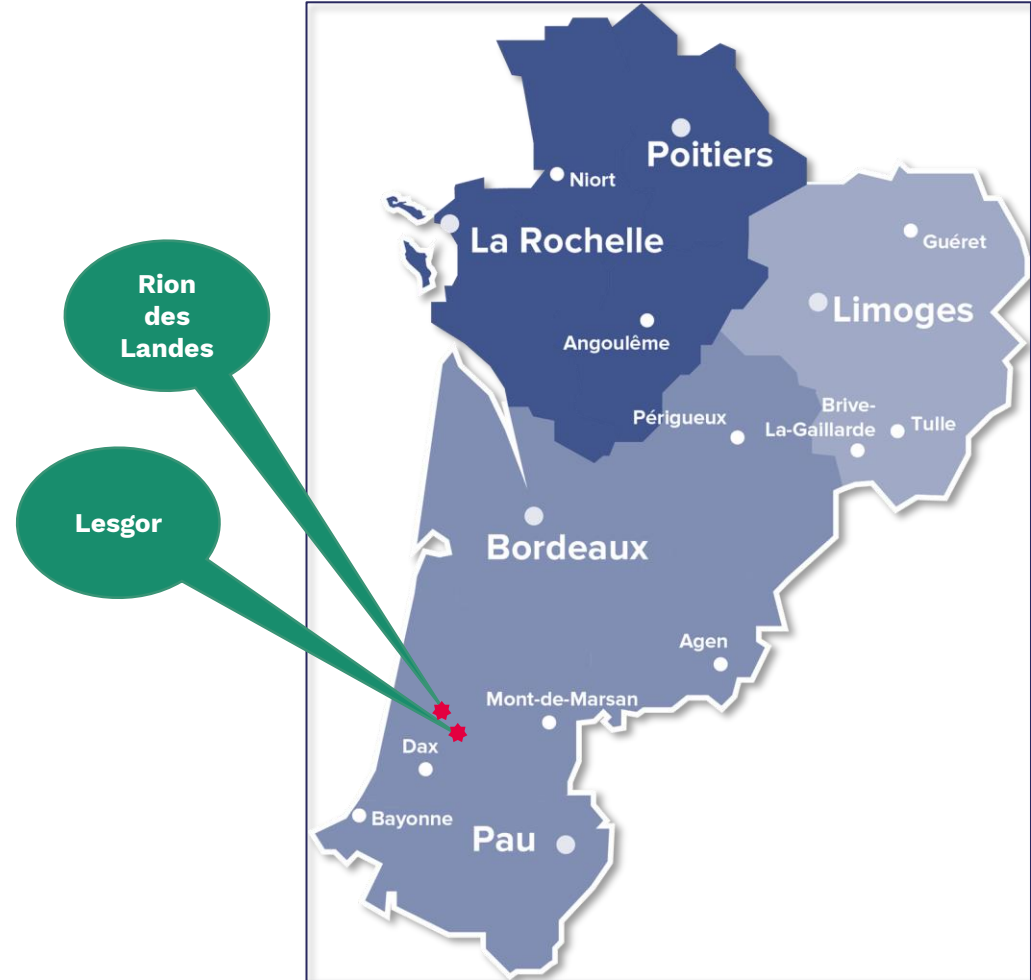 Poitiers
Niort
La Rochelle
Guéret
Rion
des
Landes
Limoges
Angoulême
Brive-
La-Gaillarde
Périgueux
Tulle
Lesgor
Bordeaux
Agen
Mont-de-Marsan
Dax
Bayonne
Pau